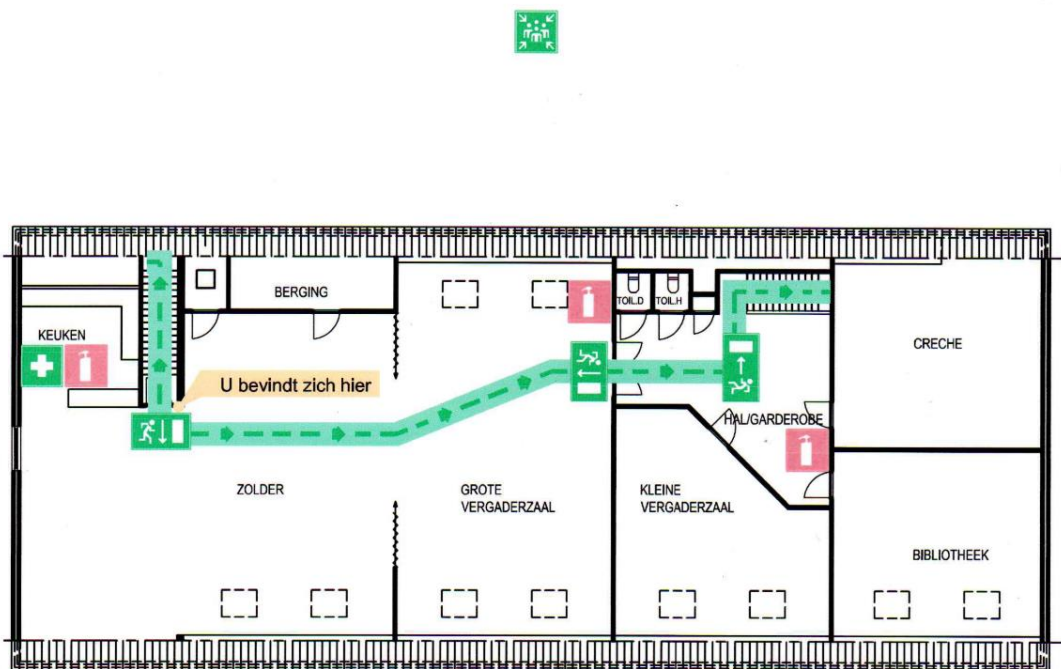 BERGING
TOIL.D
TOIL.H
KEUKEN
CRECHE
U bevindt zich hier
HAL/GARDEROBE
ZOLDER
GROTE
VERGADERZAAL
KLEINE
VERGADERZAAL
BIBLIOTHEEK